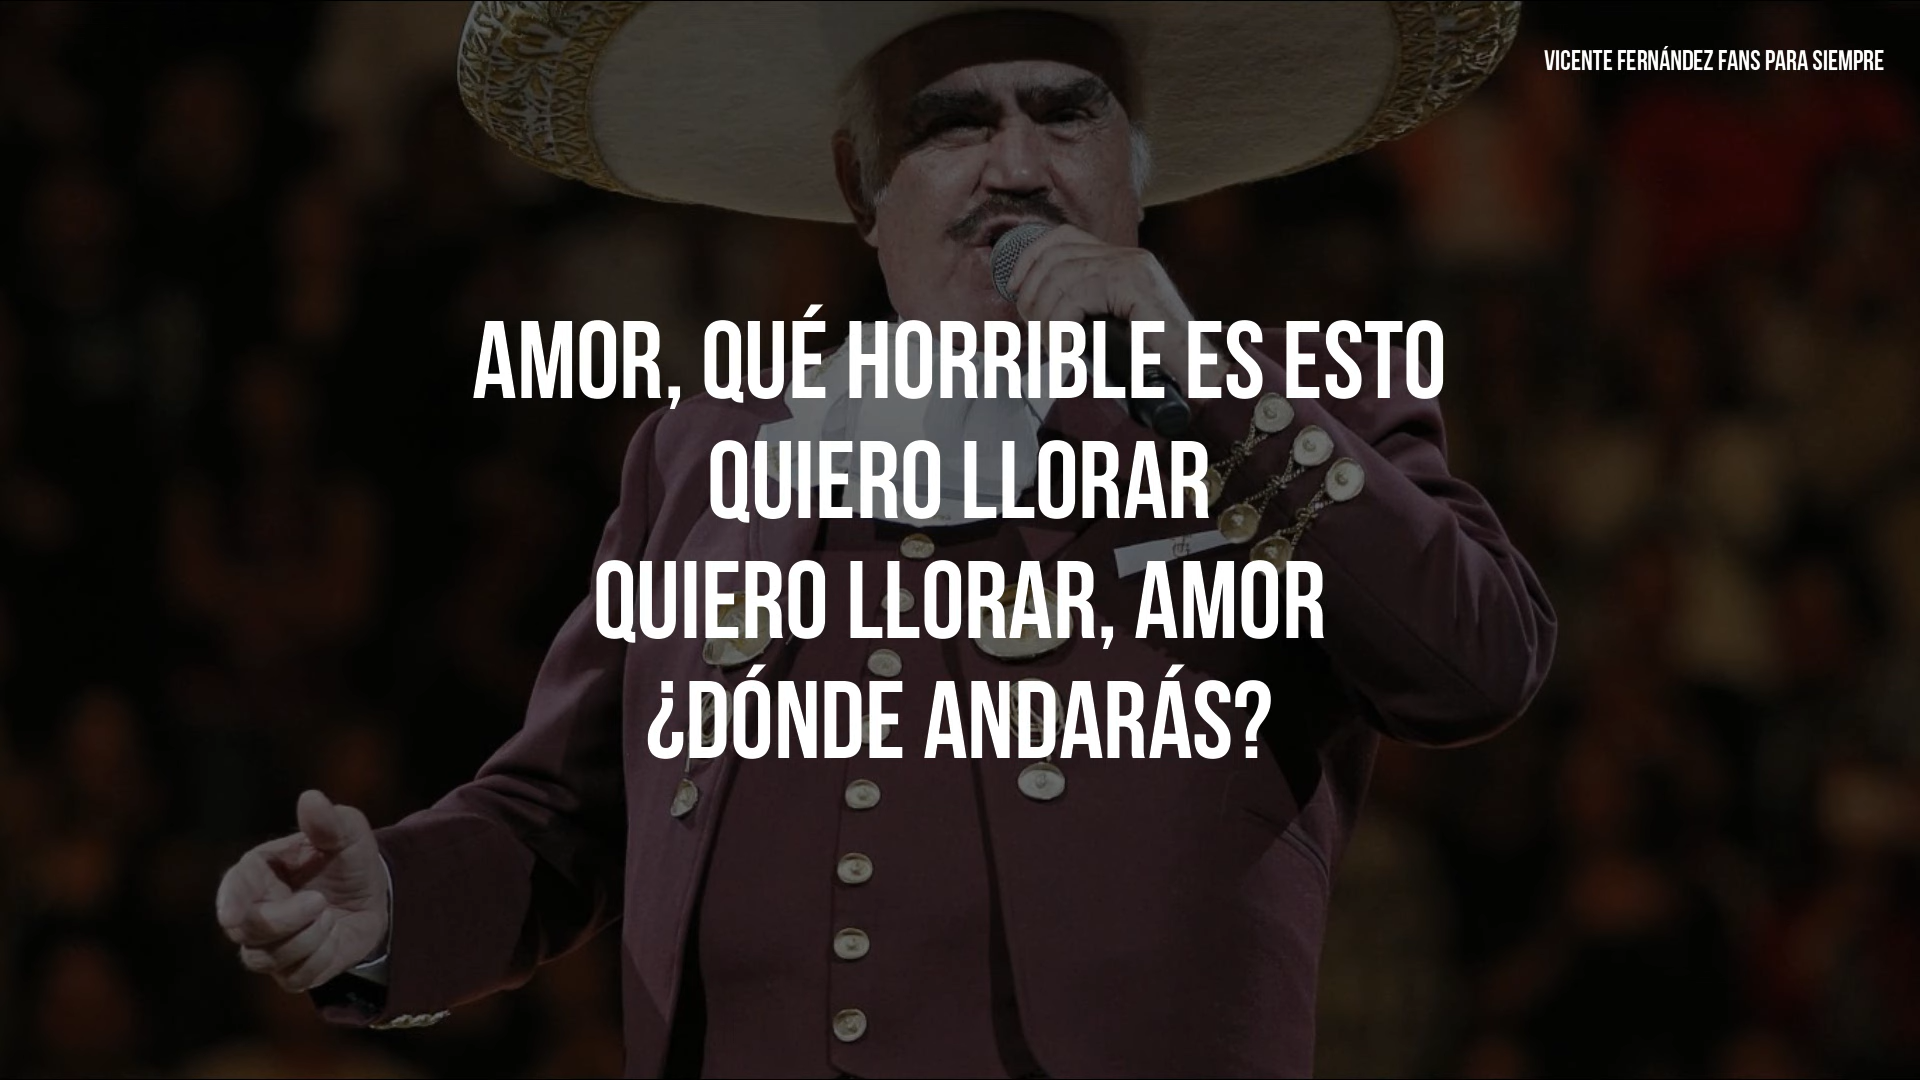 VICENTE FERNÁNDEZ FANS PARA SIEMPRE
AMOR, QUÉ HORRIBLE ES ESTO
QUIERO LLORAR
QUIERO LLORAR, AMOR
¿DÓNDE ANDARÁS?